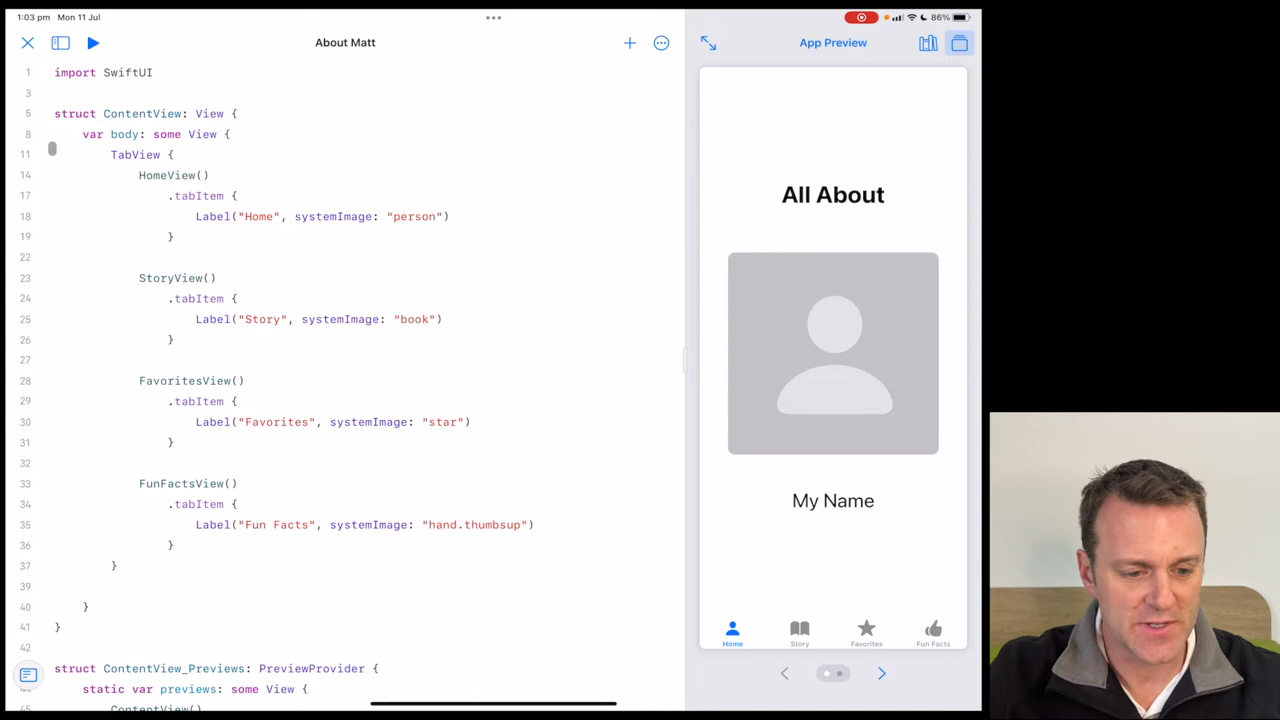 1:03 pm Mon 11 Jul
86%
About Matt
App Preview
1 import SwiftUI
3
5 struct ContentView: View {
8 var body: some View {
11 TabView {
14 HomeView()
17 .tabItem {
18 Label("Home", systemImage: "person")
19 }
22
23 StoryView()
24 .tabItem {
25 Label("Story", systemImage: "book")
26 }
27
28 FavoritesView()
29 .tabItem {
30 Label("Favorites", systemImage: "star")
31 }
32
33 FunFactsView()
34 .tabItem {
35 Label("Fun Facts", systemImage: "hand.thumbsup")
36 }
37 }
39
40 }
41 }
42
struct ContentView_Previews: PreviewProvider {
static var previews: some View {
45 ContentView()
All About
My Name
Home
Story
Favorites
Fun Facts